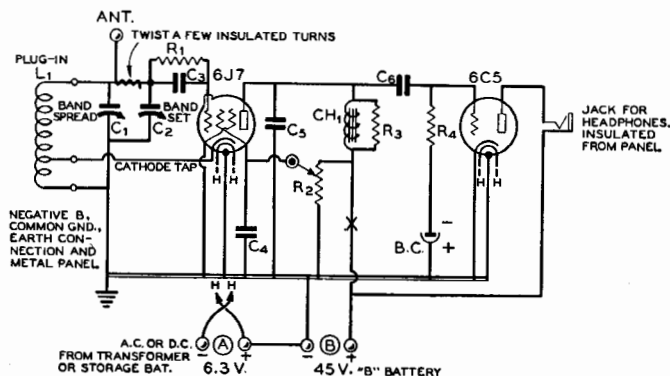 ANT.
TWIST A FEW INSULATED TURNS
PLUG-IN
L1
R1
C3
6J7
C6
6C5
BAND SPREAD
C1
BAND SET
C2
C5
CH1
R3
R4
JACK FOR
HEADPHONES,
INSULATED
FROM PANEL
CATHODE TAP
H H
R2
H H
NEGATIVE B,
COMMON GND.,
EARTH CON-
NECTION AND
METAL PANEL
C4
B.C.
-
+
H H
A.C. OR D.C.
FROM TRANSFORMER
OR STORAGE BAT.
- A +
6.3 V.
- B +
45 V. "B" BATTERY